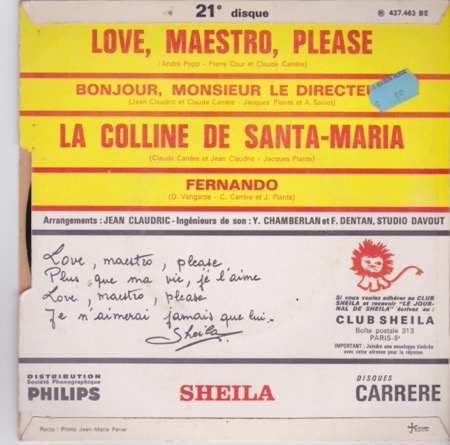 21° disque
℗ 437.463 BE
LOVE, MAESTRO, PLEASE
(André Popp - Pierre Cour et Claude Carrère)
BONJOUR, MONSIEUR LE DIRECTE
(Jean Claudric et Claude Carrère - Jacques Plante et A. Salvet)
LA COLLINE DE SANTA-MARIA
(Claude Carrère et Jean Claudric - Jacques Plante)
FERNANDO
(D. Vangarde - C. Carrère et J. Plante)
Arrangements : JEAN CLAUDRIC - Ingénieurs de son : Y. CHAMBERLAN et F. DENTAN, STUDIO DAVOUT
Love, maestro, please
Plus que ma vie, je l'aime
Love, maestro, please
Je n'aimerai jamais que lui.
Sheila
Si vous voulez adhérer au CLUB
SHEILA et recevoir "LE JOUR-
NAL DE SHEILA" écrivez au :
CLUB SHEILA
Boîte postale 313
PARIS-8e
IMPORTANT : Joindre une enveloppe timbrée
avec votre adresse pour la réponse.
DISTRIBUTION
Société Phonographique
PHILIPS
SHEILA
DISQUES
CARRERE
Recto : Photo Jean-Marie Perier